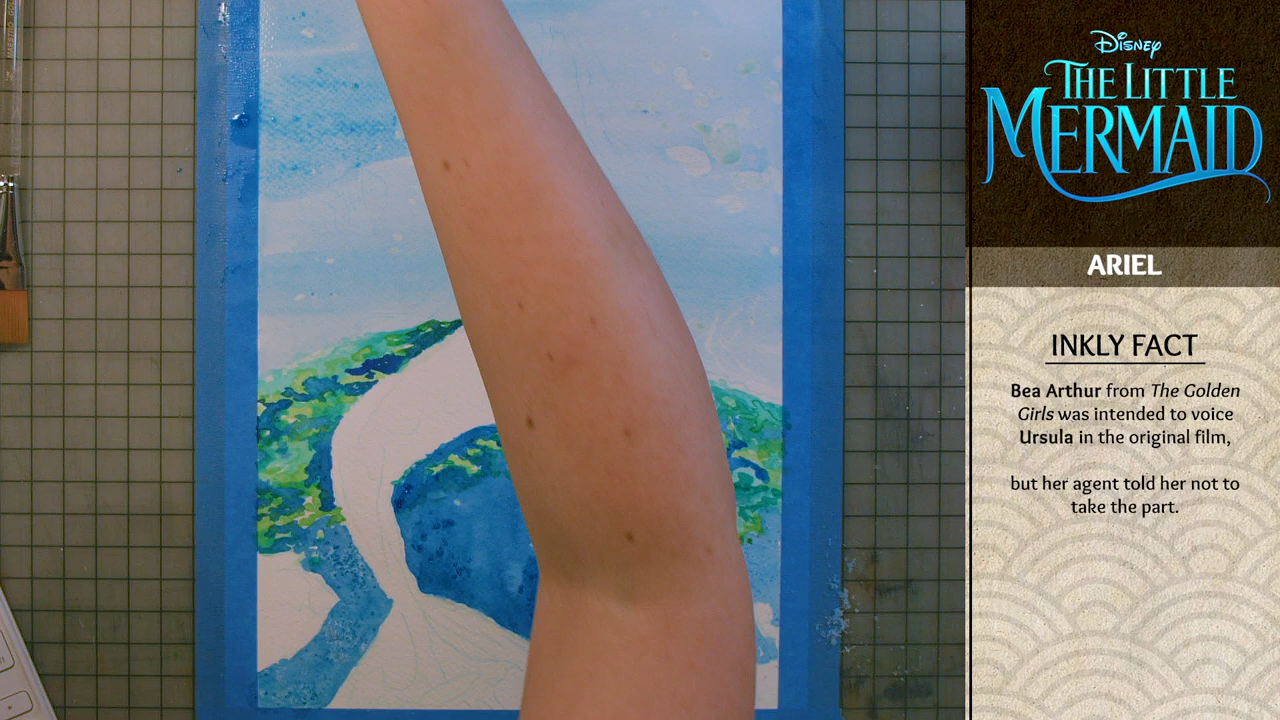 Disney
THE LITTLE
MERMAID
ARIEL
INKLY FACT
Bea Arthur from The Golden
Girls was intended to voice
Ursula in the original film,
but her agent told her not to
take the part.